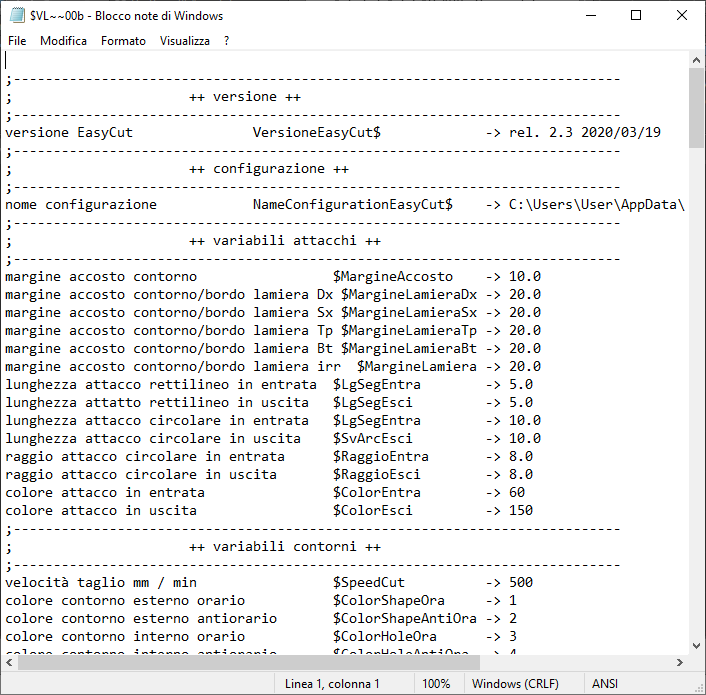 $VL~~00b - Blocco note di Windows
File Modifica Formato Visualizza ?
;----------------------------------------------------------------------------
; ++ versione ++
;----------------------------------------------------------------------------
versione EasyCut VersioneEasyCut$ -> rel. 2.3 2020/03/19
;----------------------------------------------------------------------------
; ++ configurazione ++
;----------------------------------------------------------------------------
nome configurazione NameConfigurationEasyCut$ -> C:\Users\User\AppData\
;----------------------------------------------------------------------------
; ++ variabili attacchi ++
;----------------------------------------------------------------------------
margine accosto contorno $MargineAccosto -> 10.0
margine accosto contorno/bordo lamiera Dx $MargineLamieraDx -> 20.0
margine accosto contorno/bordo lamiera Sx $MargineLamieraSx -> 20.0
margine accosto contorno/bordo lamiera Tp $MargineLamieraTp -> 20.0
margine accosto contorno/bordo lamiera Bt $MargineLamieraBt -> 20.0
margine accosto contorno/bordo lamiera irr $MargineLamiera -> 20.0
lunghezza attacco rettilineo in entrata $LgSegEntra -> 5.0
lunghezza attatto rettilineo in uscita $LgSegEsci -> 5.0
lunghezza attacco circolare in entrata $LgSegEntra -> 10.0
lunghezza attacco circolare in uscita $SvArcEsci -> 10.0
raggio attacco circolare in entrata $RaggioEntra -> 8.0
raggio attacco circolare in uscita $RaggioEsci -> 8.0
colore attacco in entrata $ColorEntra -> 60
colore attacco in uscita $ColorEsci -> 150
;----------------------------------------------------------------------------
; ++ variabili contorni ++
;----------------------------------------------------------------------------
velocità taglio mm / min $SpeedCut -> 500
colore contorno esterno orario $ColorShapeOra -> 1
colore contorno esterno antiorario $ColorShapeAntiOra -> 2
colore contorno interno orario $ColorHoleOra -> 3
colore contorno interno antiorario $ColorHoleAntiOra -> 4
Linea 1, colonna 1 100% Windows (CRLF) ANSI